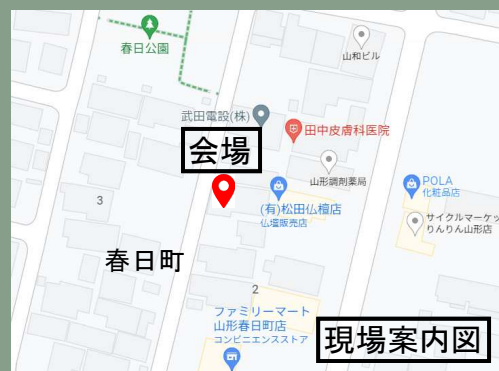 春日公園
山和ビル
武田電設(株)
田中皮膚科医院
会場
山形調剤薬局
3
(有)松田仏檀店
仏壇販売店
POLA
化粧品店
サイクルマーケッ
りんりん山形店
春日町
2
ファミリーマート
山形春日町店
コンビニエンスストア
現場案内図